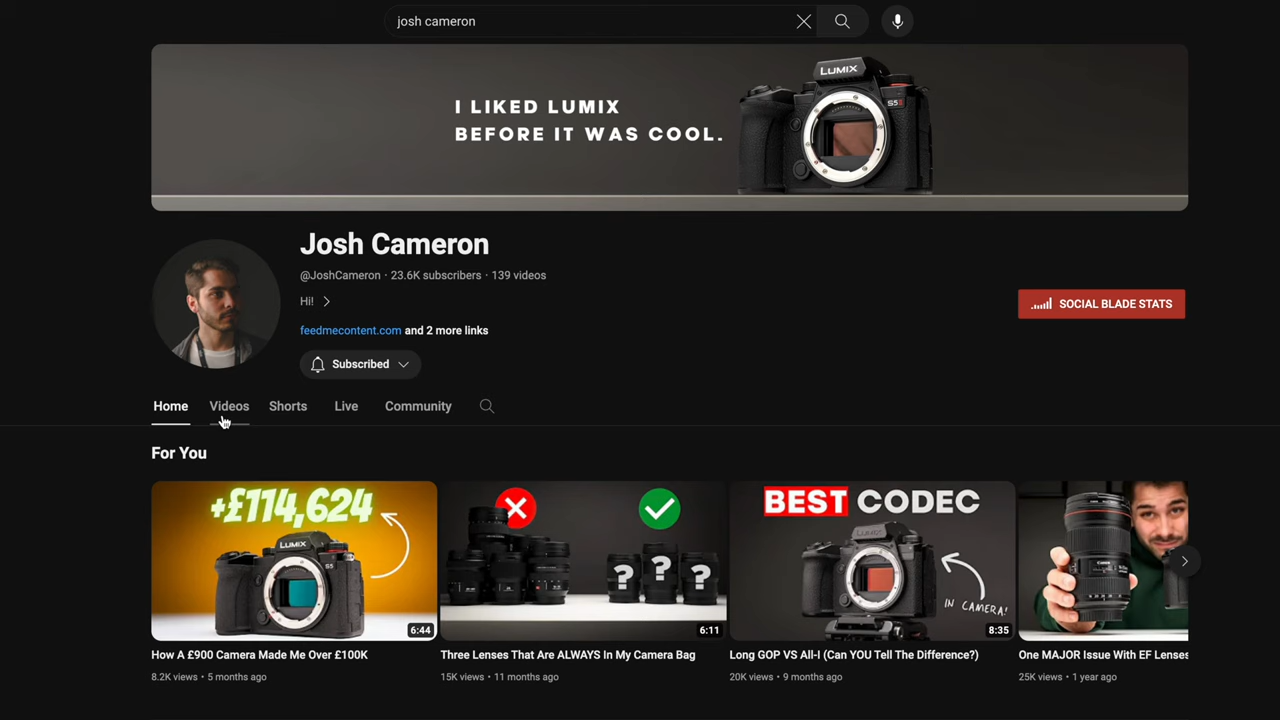 josh cameron
LUMIX
S5II
I LIKED LUMIX
BEFORE IT WAS COOL.
Josh Cameron
@JoshCameron · 23.6K subscribers · 139 videos
Hi!
feedmecontent.com and 2 more links
SOCIAL BLADE STATS
Subscribed
Home Videos Shorts Live Community
For You
+£114,624
LUMIX
S5
6:44
6:11
BEST CODEC
LUMIX
IN CAMERA!
8:35
Canon
How A £900 Camera Made Me Over £100K
8.2K views · 5 months ago
Three Lenses That Are ALWAYS In My Camera Bag
15K views · 11 months ago
Long GOP VS All-I (Can YOU Tell The Difference?)
20K views · 9 months ago
One MAJOR Issue With EF Lenses
25K views · 1 year ago